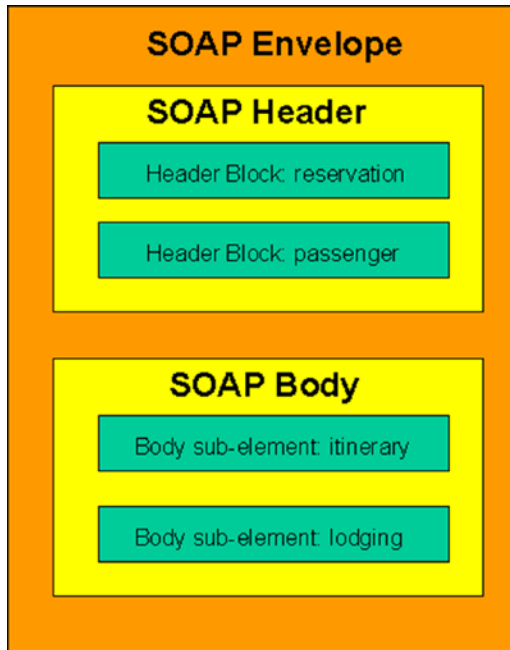 SOAP Envelope
SOAP Header
Header Block: reservation
Header Block: passenger
SOAP Body
Body sub-element: itinerary
Body sub-element: lodging